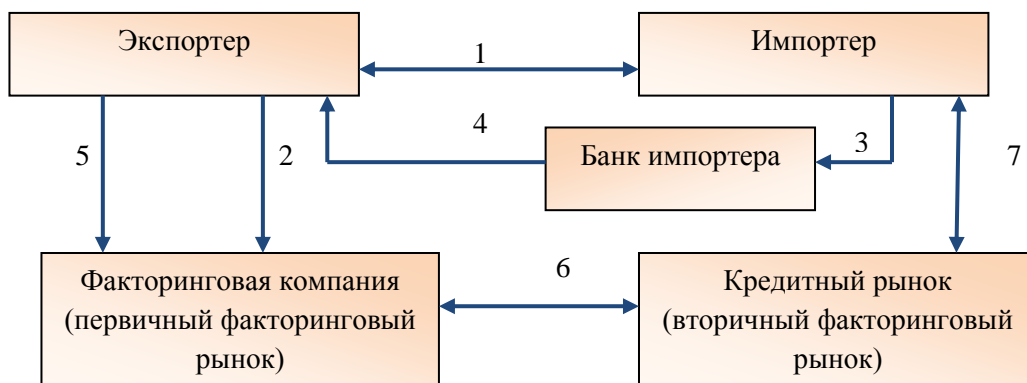 Экспортер
Импортер
1
4
5
2
Банк импортера
3
7
6
Факторинговая компания
(первичный факторинговый
рынок)
Кредитный рынок
(вторичный факторинговый
рынок)